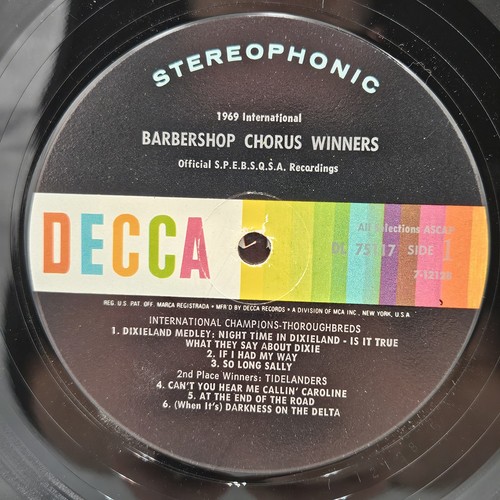 STEREOPHONIC
1969 International
BARBERSHOP CHORUS WINNERS
Official S.P.E.B.S.Q.S.A. Recordings
DECCA
All Selections ASCAP
DL 75117 SIDE 1
7-12128
REG. U.S. PAT. OFF. MARCA REGISTRADA • MFR'D BY DECCA RECORDS • A DIVISION OF MCA INC., NEW YORK, U.S.A
INTERNATIONAL CHAMPIONS-THOROUGHBREDS
1. DIXIELAND MEDLEY: NIGHT TIME IN DIXIELAND - IS IT TRUE
WHAT THEY SAY ABOUT DIXIE
2. IF I HAD MY WAY
3. SO LONG SALLY
2nd Place Winners: TIDELANDERS
4. CAN'T YOU HEAR ME CALLIN' CAROLINE
5. AT THE END OF THE ROAD
6. (When It's) DARKNESS ON THE DELTA